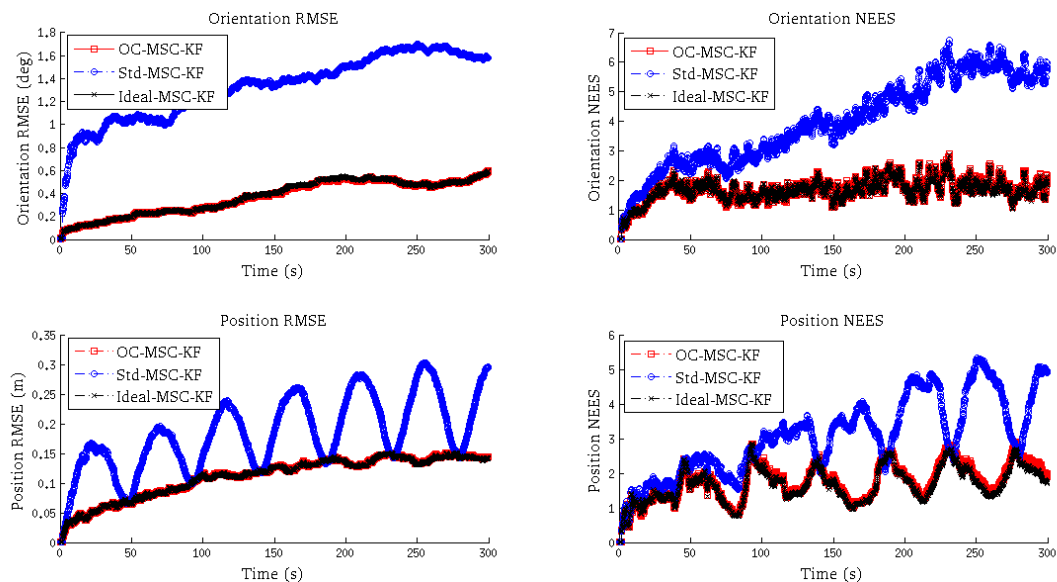 Orientation RMSE
Orientation RMSE (deg)
1.8
1.6
1.4
1.2
1
0.8
0.6
0.4
0.2
0
OC-MSC-KF
Std-MSC-KF
Ideal-MSC-KF
0 50 100 150 200 250 300
Time (s)
Orientation NEES
Orientation NEES
7
6
5
4
3
2
1
0
OC-MSC-KF
Std-MSC-KF
Ideal-MSC-KF
0 50 100 150 200 250 300
Time (s)
Position RMSE
Position RMSE (m)
0.35
0.3
0.25
0.2
0.15
0.1
0.05
0
OC-MSC-KF
Std-MSC-KF
Ideal-MSC-KF
0 50 100 150 200 250 300
Time (s)
Position NEES
Position NEES
6
5
4
3
2
1
0
OC-MSC-KF
Std-MSC-KF
Ideal-MSC-KF
0 50 100 150 200 250 300
Time (s)